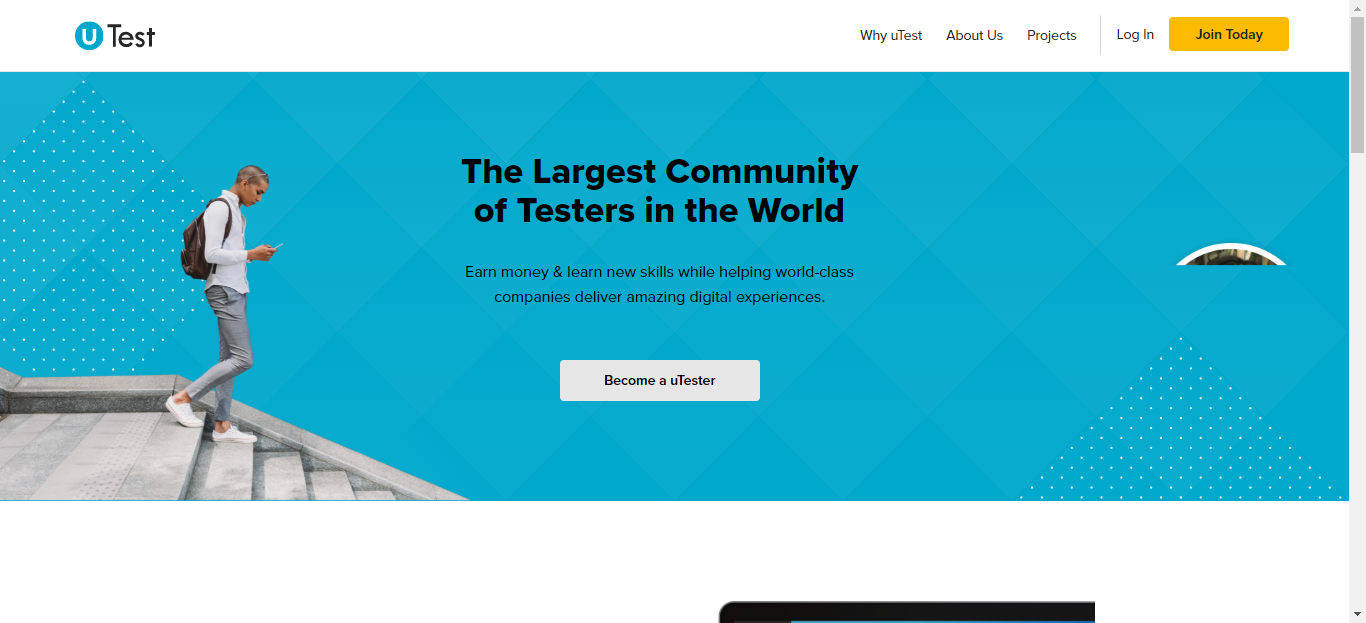 uTest
Why uTest
About Us
Projects
Log In
Join Today
The Largest Community
of Testers in the World
Earn money & learn new skills while helping world-class
companies deliver amazing digital experiences.
Become a uTester